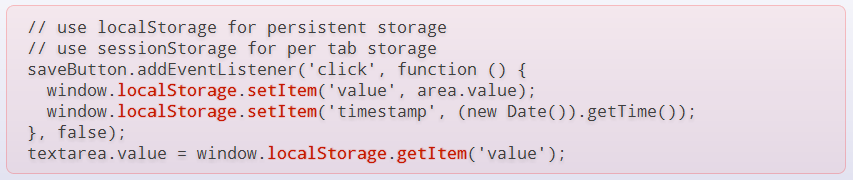 // use localStorage for persistent storage
// use sessionStorage for per tab storage
saveButton.addEventListener('click', function () {
  window.localStorage.setItem('value', area.value);
  window.localStorage.setItem('timestamp', (new Date()).getTime());
}, false);
textarea.value = window.localStorage.getItem('value');